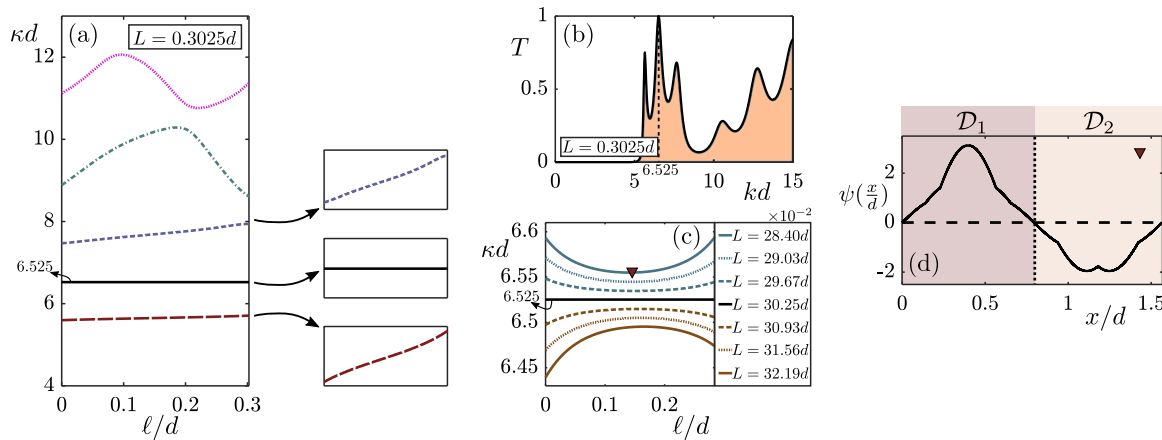 (a)
L = 0.3025d
κd
12
10
8
6.525
6
4
0
0.1
0.2
0.3
ℓ/d
(b)
T
1
0.5
0
L = 0.3025d
0
5
6.525
10
15
kd
×10⁻²
(c)
κd
6.6
6.55
6.525
6.5
6.45
0
0.2
ℓ/d
L = 28.40d
L = 29.03d
L = 29.67d
L = 30.25d
L = 30.93d
L = 31.56d
L = 32.19d
𝒟₁
𝒟₂
ψ(x/d)
2
0
-2
(d)
0
0.5
1
1.5
x/d